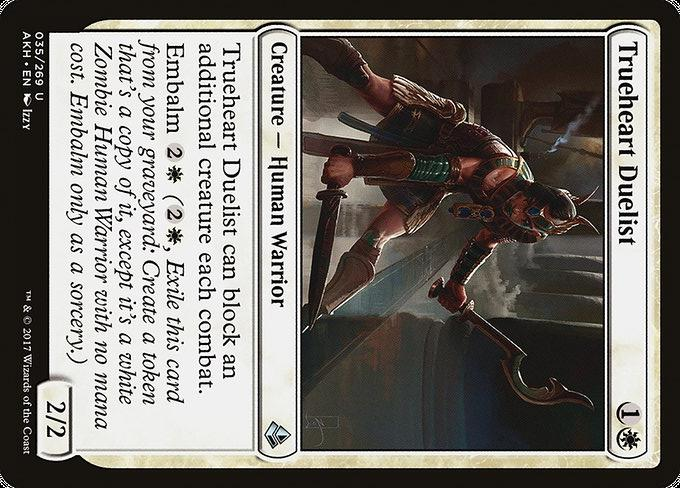 Trueheart Duelist 1
Creature — Human Warrior
Trueheart Duelist can block an
additional creature each combat.
Embalm 2 (2, Exile this card
from your graveyard: Create a token
that's a copy of it, except it's a white
Zombie Human Warrior with no mana
cost. Embalm only as a sorcery.)
2/2
035/269 U
AKH • EN Izzy
™ & © 2017 Wizards of the Coast